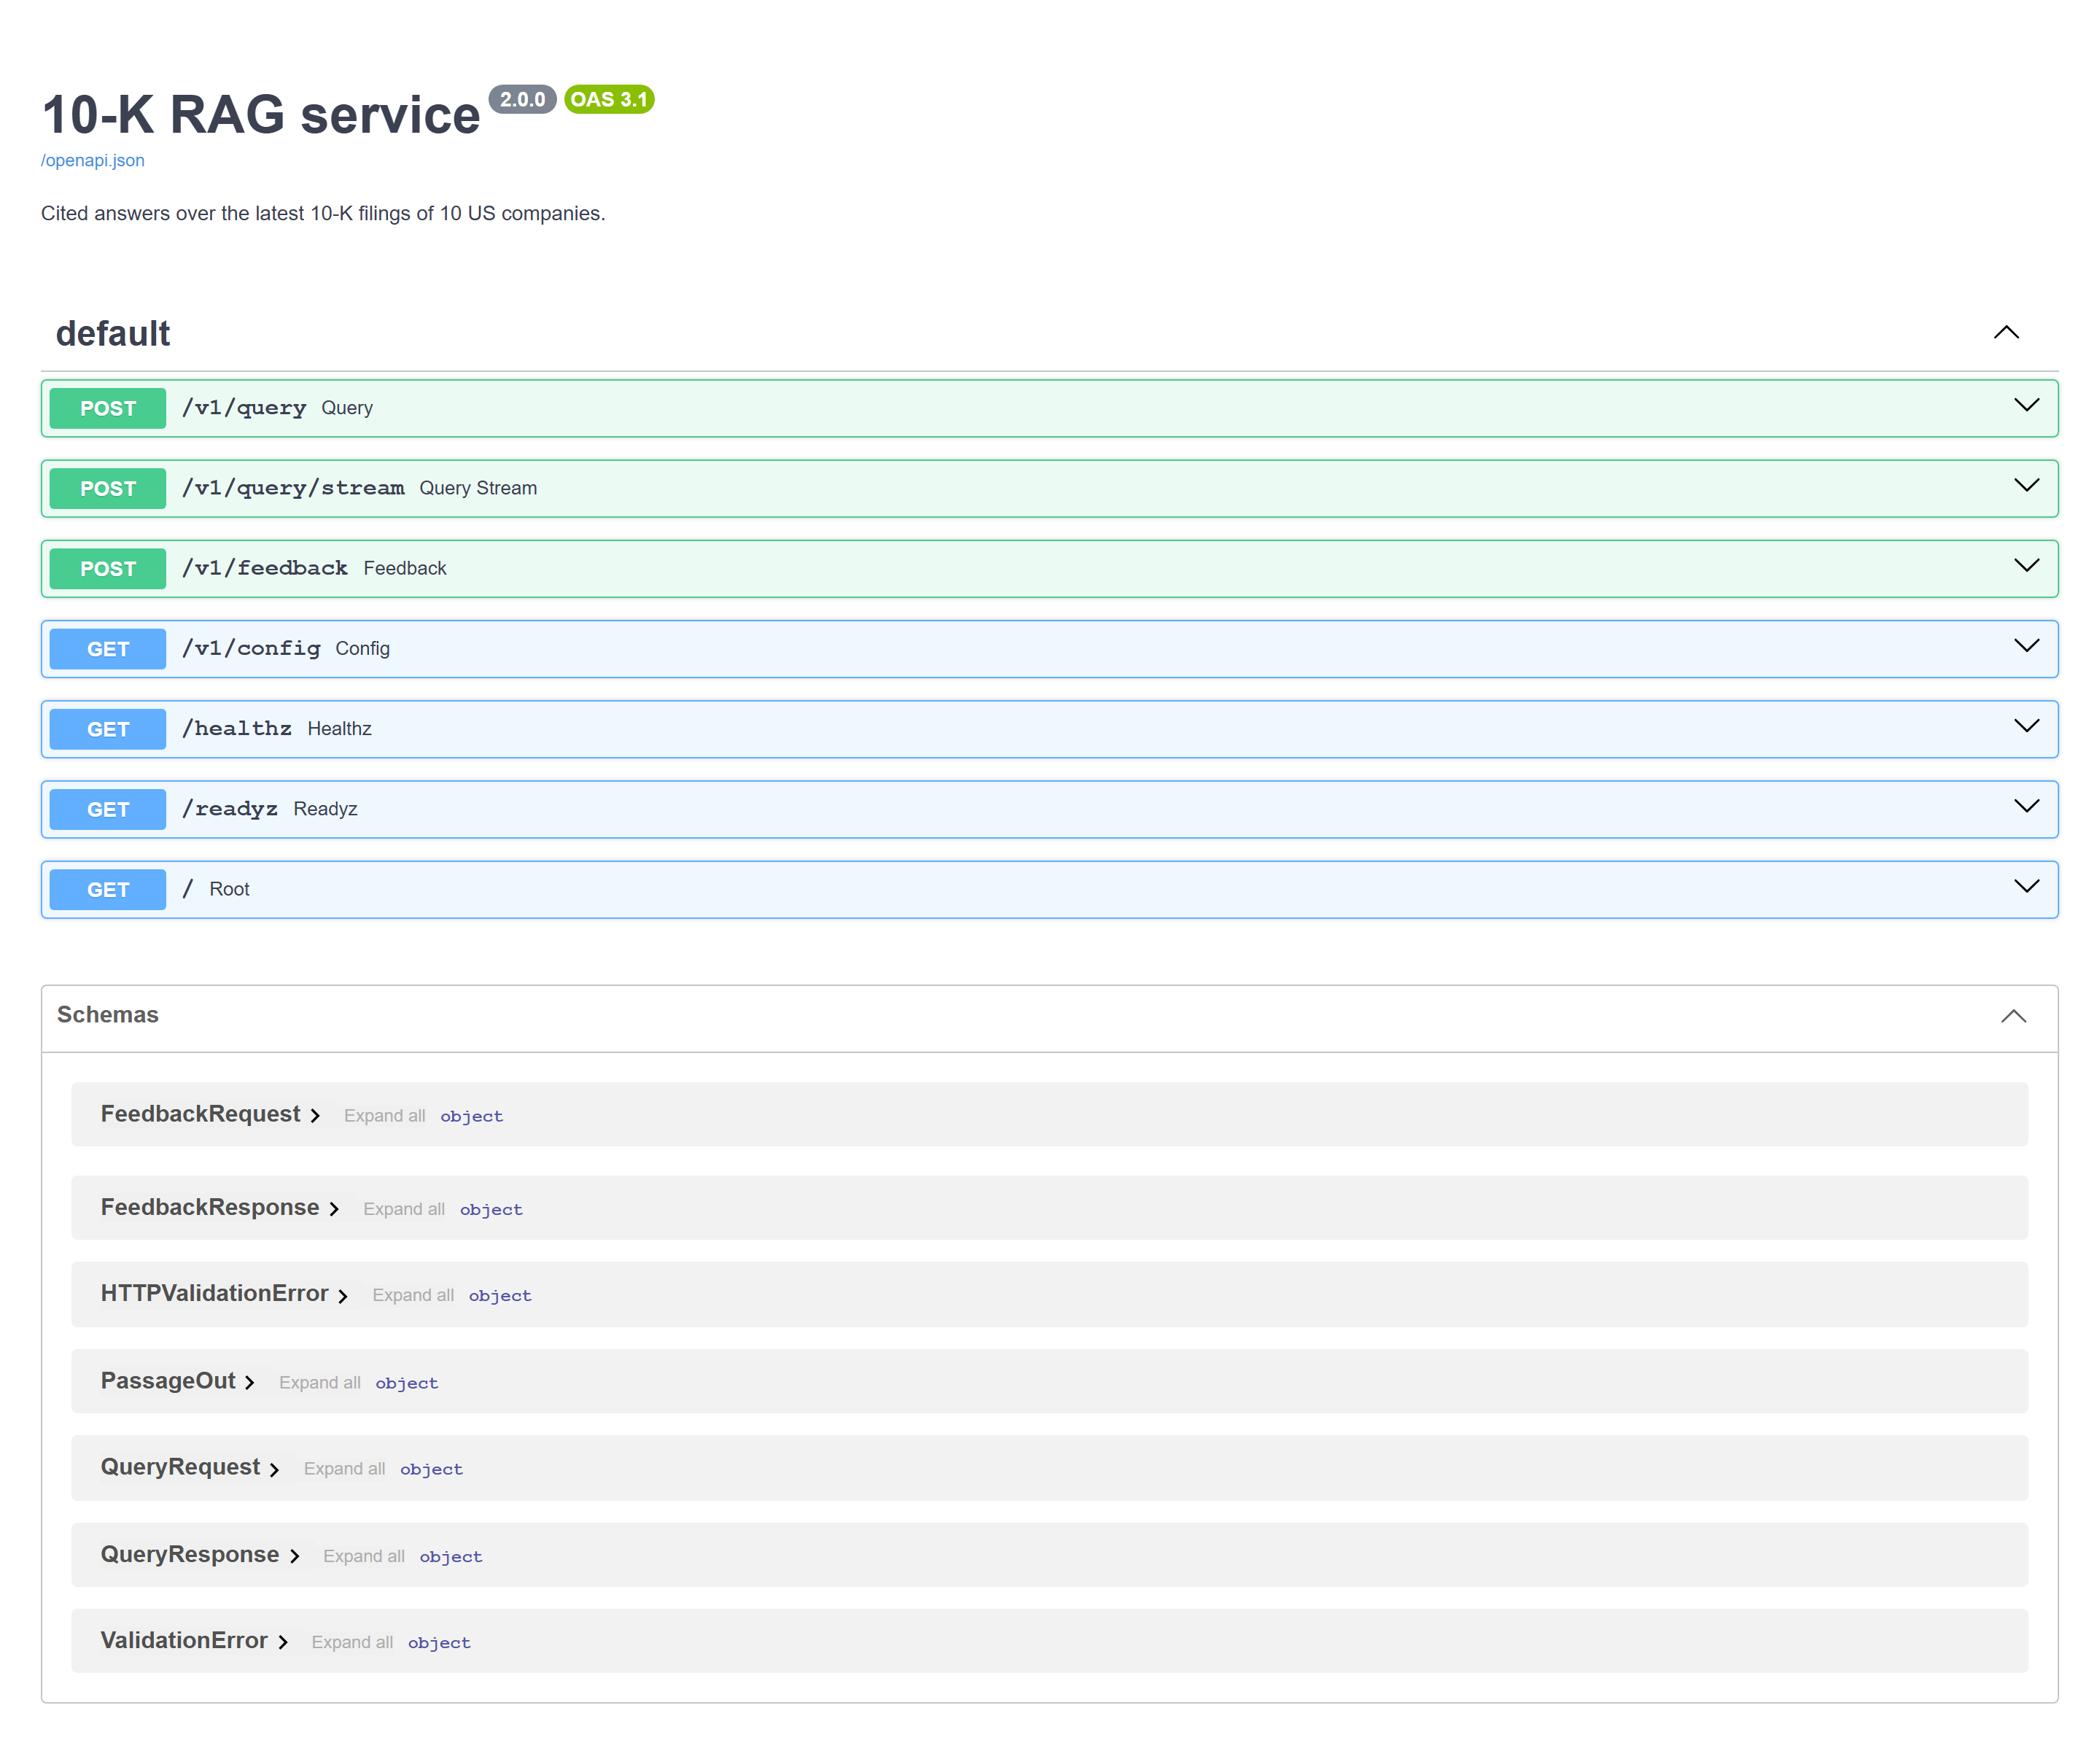 10-K RAG service 2.0.0 OAS 3.1
/openapi.json
Cited answers over the latest 10-K filings of 10 US companies.
default
POST /v1/query Query
POST /v1/query/stream Query Stream
POST /v1/feedback Feedback
GET /v1/config Config
GET /healthz Healthz
GET /readyz Readyz
GET / Root
Schemas
FeedbackRequest Expand all object
FeedbackResponse Expand all object
HTTPValidationError Expand all object
PassageOut Expand all object
QueryRequest Expand all object
QueryResponse Expand all object
ValidationError Expand all object